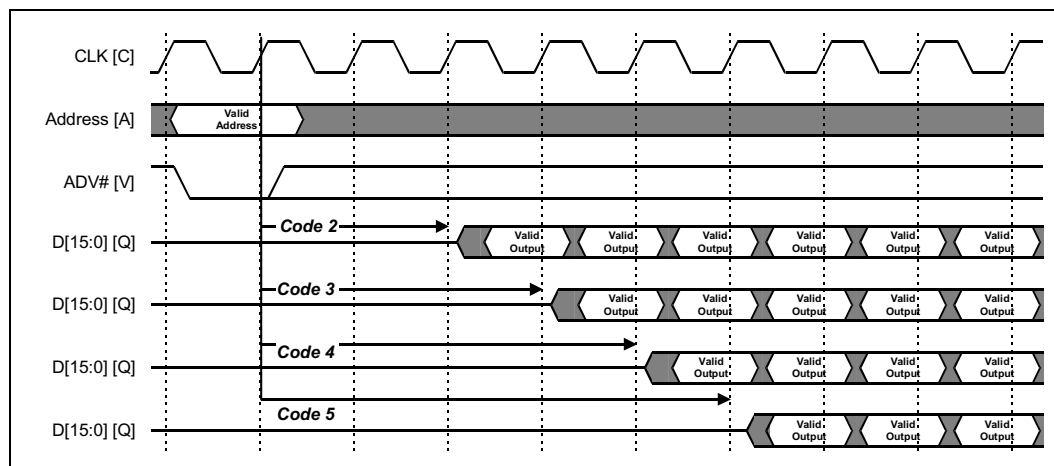 CLK [C]
Address [A]
Valid
Address
ADV# [V]
Code 2
D[15:0] [Q]
Valid
Output
Valid
Output
Valid
Output
Valid
Output
Valid
Output
Valid
Output
Code 3
D[15:0] [Q]
Valid
Output
Valid
Output
Valid
Output
Valid
Output
Valid
Output
Code 4
D[15:0] [Q]
Valid
Output
Valid
Output
Valid
Output
Valid
Output
Code 5
D[15:0] [Q]
Valid
Output
Valid
Output
Valid
Output